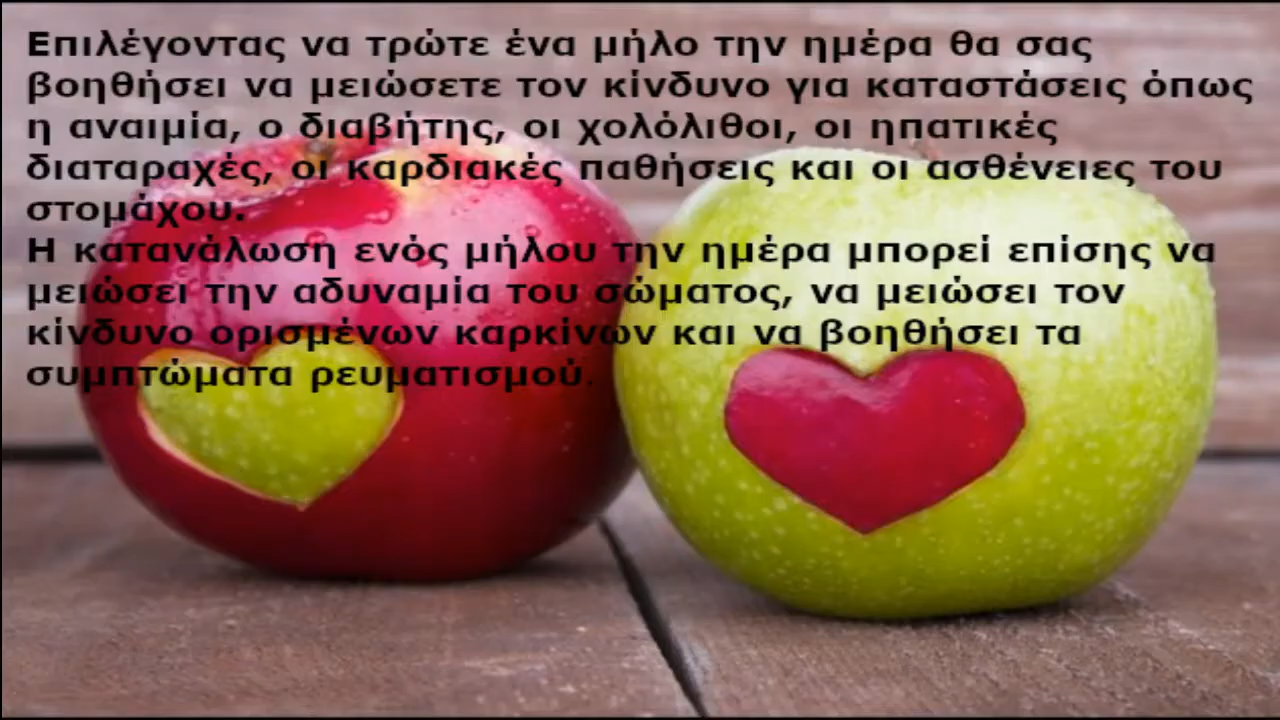 Επιλέγοντας να τρώτε ένα μήλο την ημέρα θα σας
βοηθήσει να μειώσετε τον κίνδυνο για καταστάσεις όπως
η αναιμία, ο διαβήτης, οι χολόλιθοι, οι ηπατικές
διαταραχές, οι καρδιακές παθήσεις και οι ασθένειες του
στομάχου.
Η κατανάλωση ενός μήλου την ημέρα μπορεί επίσης να
μειώσει την αδυναμία του σώματος, να μειώσει τον
κίνδυνο ορισμένων καρκίνων και να βοηθήσει τα
συμπτώματα ρευματισμού.